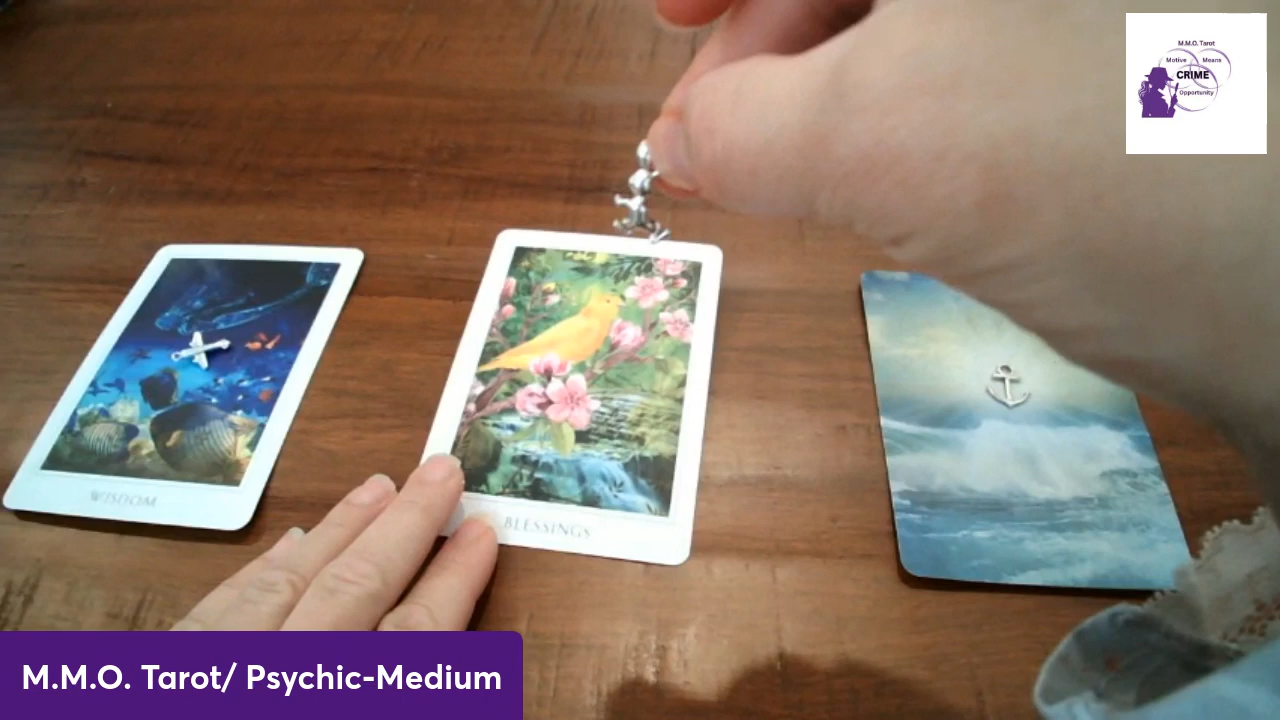 M.M.O. Tarot
Motive
Means
CRIME
Opportunity
WISDOM
BLESSINGS
M.M.O. Tarot/ Psychic-Medium